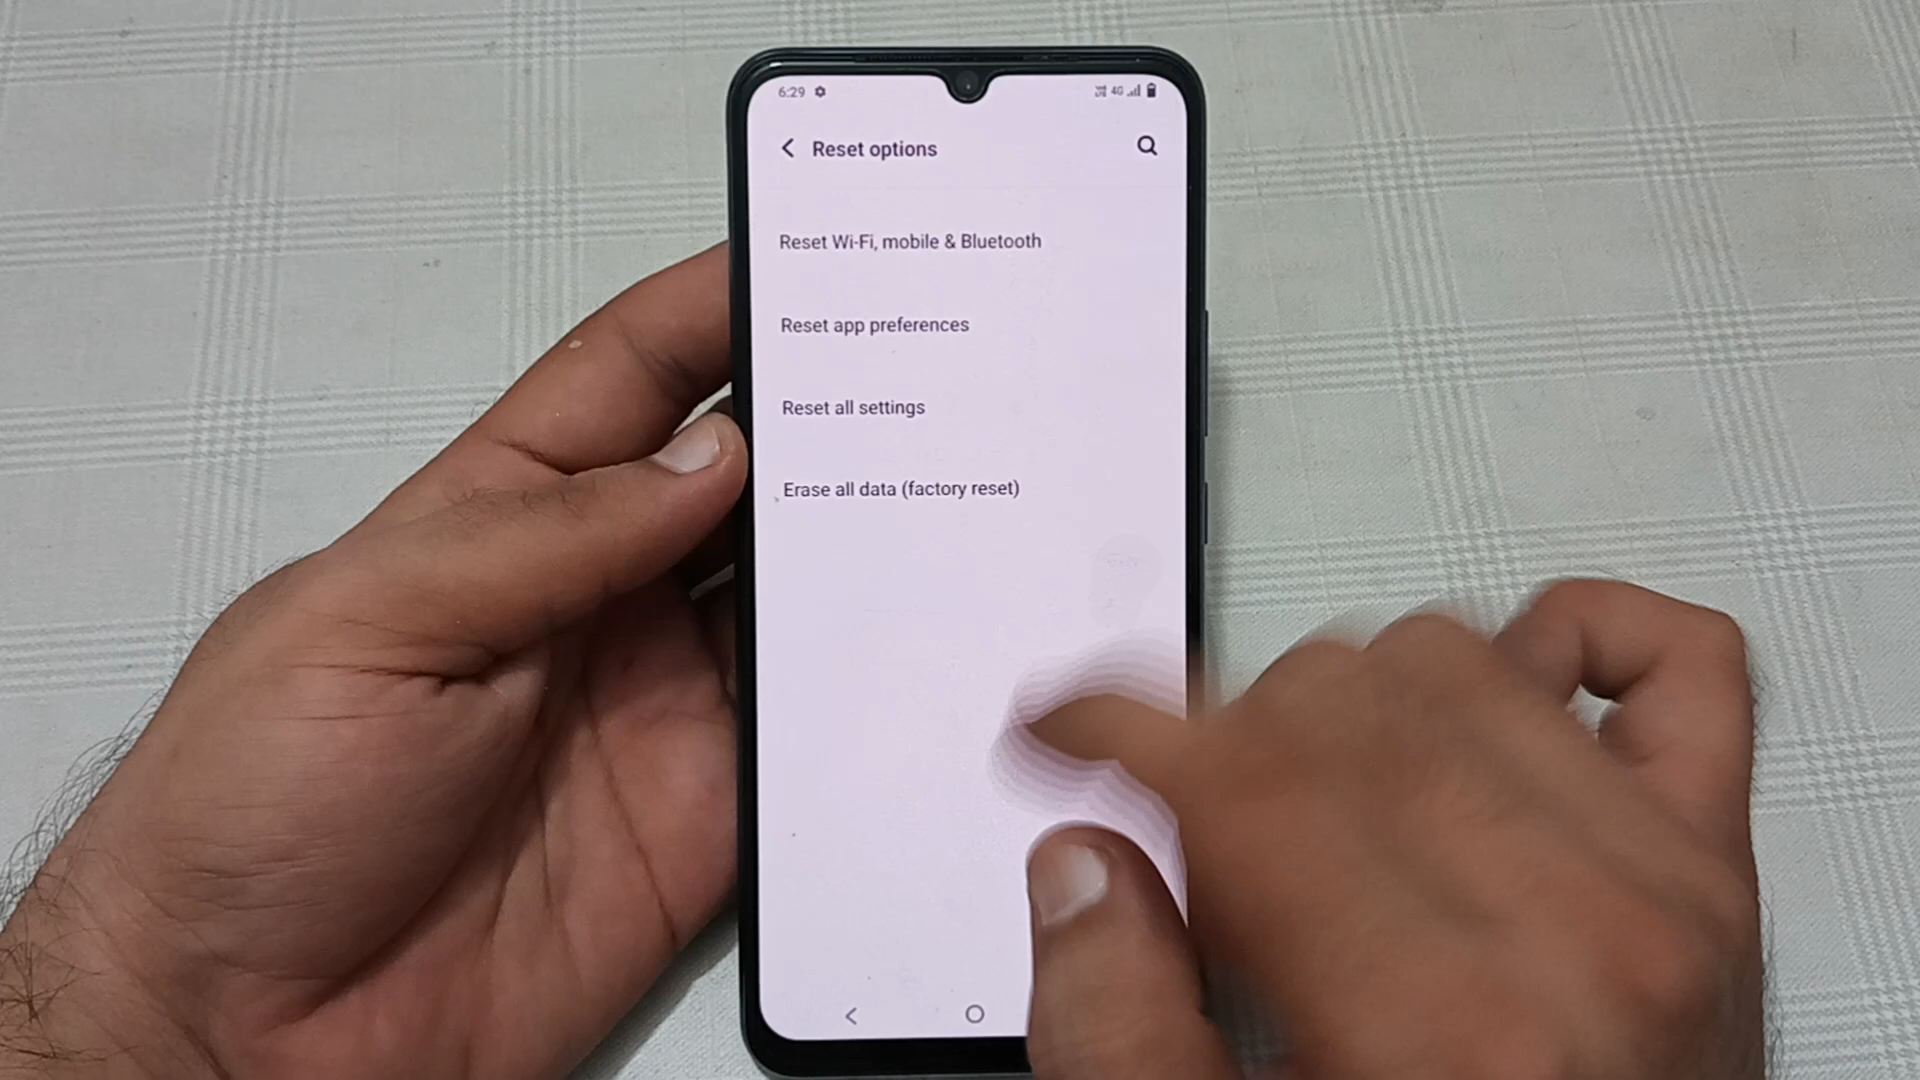 6:29
4G
Reset options
Reset Wi-Fi, mobile & Bluetooth
Reset app preferences
Reset all settings
Erase all data (factory reset)